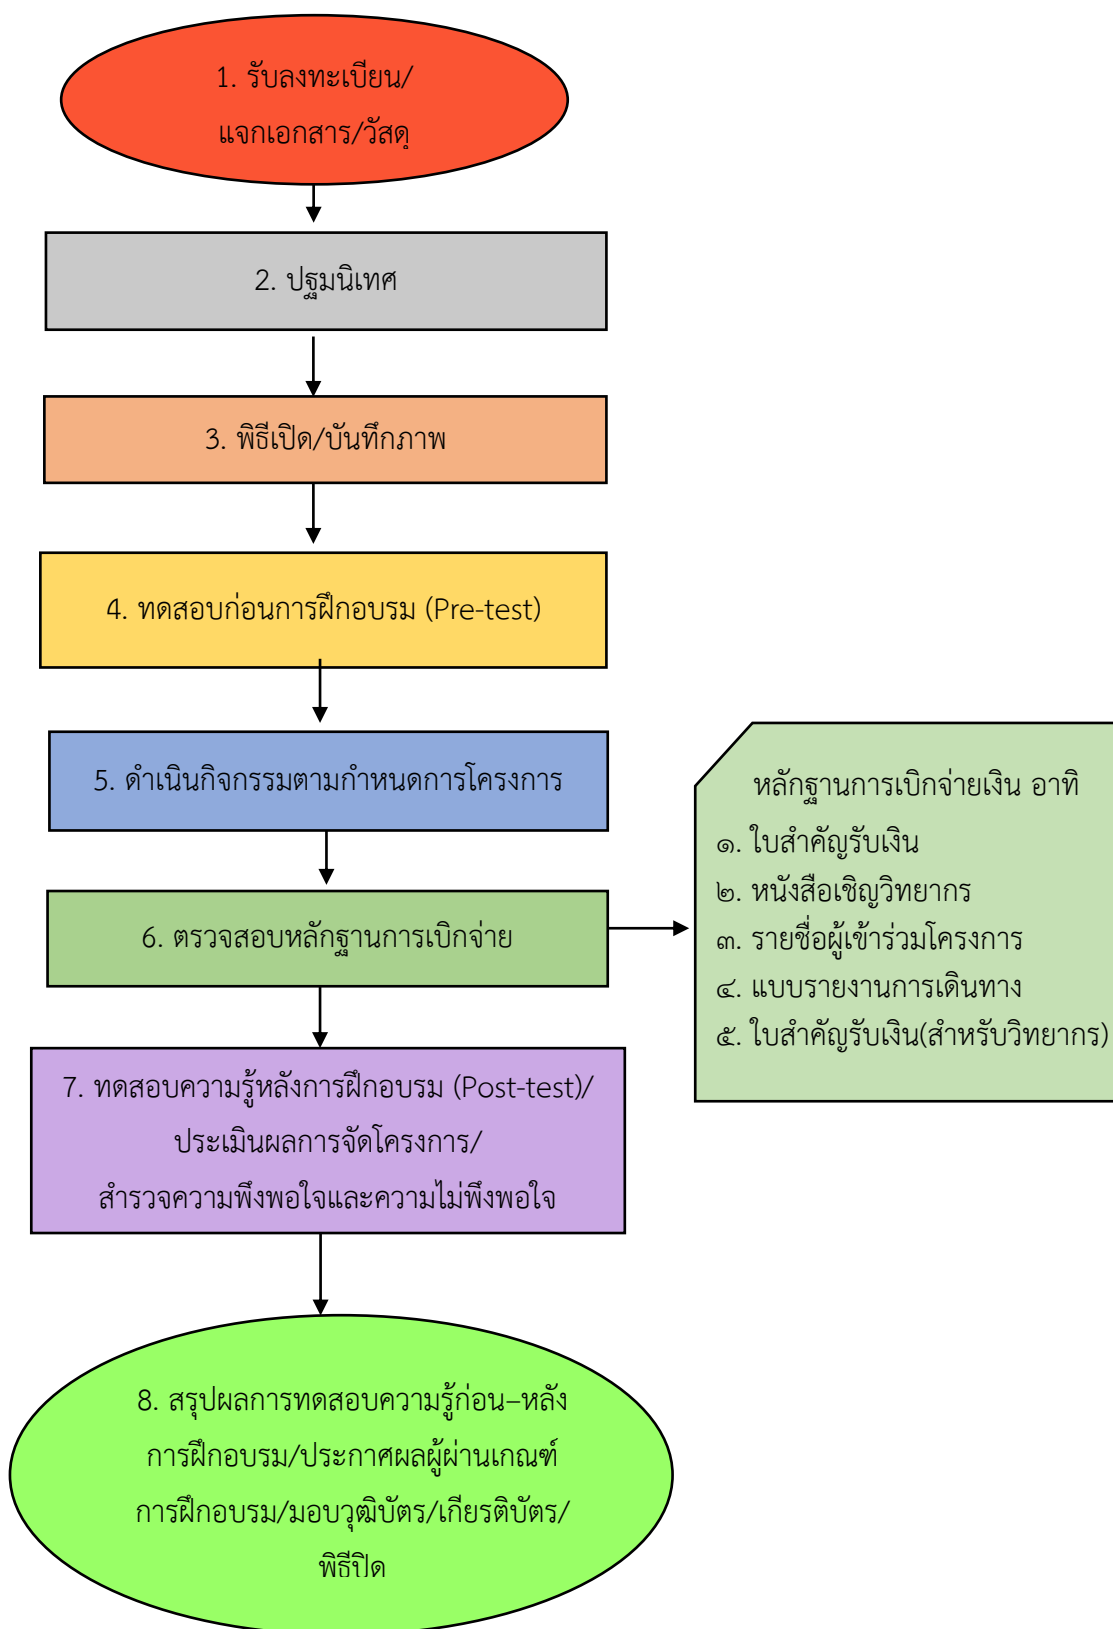 1. รับลงทะเบียน/
แจกเอกสาร/วัสดุ
2. ปฐมนิเทศ
3. พิธีเปิด/บันทึกภาพ
4. ทดสอบก่อนการฝึกอบรม (Pre-test)
5. ดำเนินกิจกรรมตามกำหนดการโครงการ
6. ตรวจสอบหลักฐานการเบิกจ่าย
หลักฐานการเบิกจ่ายเงิน อาทิ
๑. ใบสำคัญรับเงิน
๒. หนังสือเชิญวิทยากร
๓. รายชื่อผู้เข้าร่วมโครงการ
๔. แบบรายงานการเดินทาง
๕. ใบสำคัญรับเงิน(สำหรับวิทยากร)
7. ทดสอบความรู้หลังการฝึกอบรม (Post-test)/
ประเมินผลการจัดโครงการ/
สำรวจความพึงพอใจและความไม่พึงพอใจ
8. สรุปผลการทดสอบความรู้ก่อน–หลัง
การฝึกอบรม/ประกาศผลผู้ผ่านเกณฑ์
การฝึกอบรม/มอบวุฒิบัตร/เกียรติบัตร/
พิธีปิด